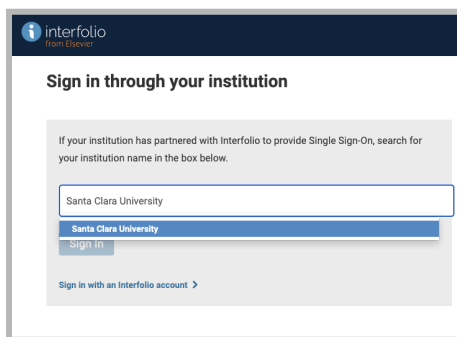 interfolio
from Elsevier
Sign in through your institution
If your institution has partnered with Interfolio to provide Single Sign-On, search for
your institution name in the box below.
Santa Clara University
Santa Clara University
Sign In
Sign in with an Interfolio account >